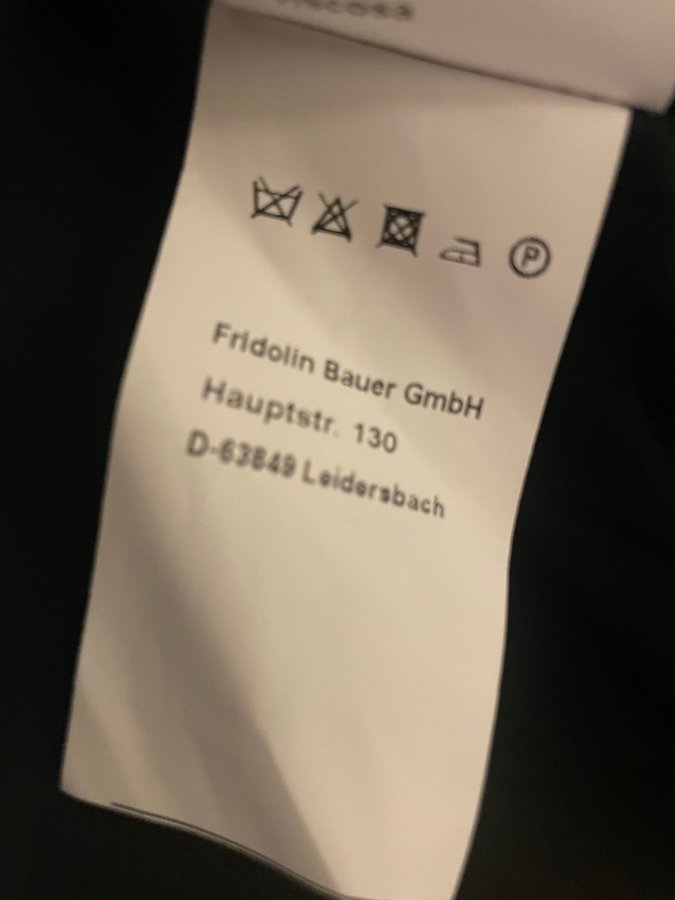 P
Fridolin Bauer GmbH
Hauptstr. 130
D-63849 Leidersbach